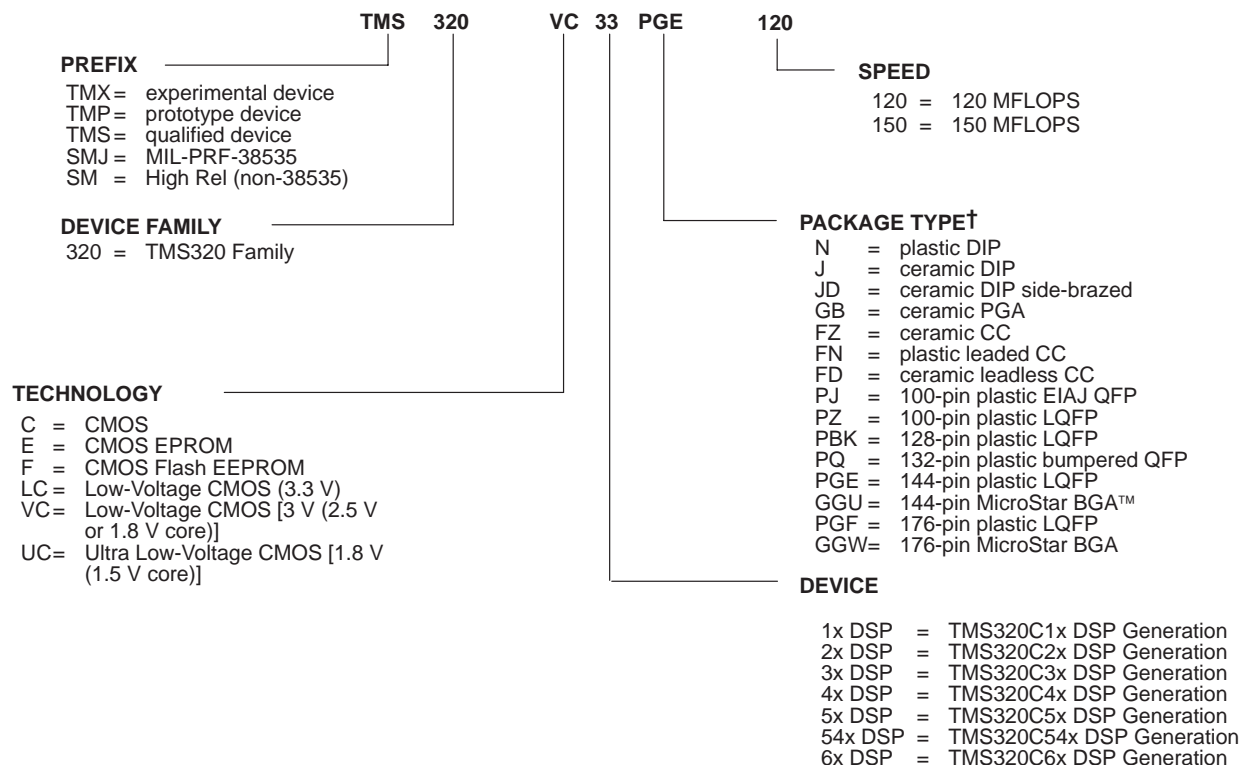 TMS 320 VC 33 PGE 120
PREFIX
TMX = experimental device
TMP = prototype device
TMS = qualified device
SMJ = MIL-PRF-38535
SM = High Rel (non-38535)
DEVICE FAMILY
320 = TMS320 Family
TECHNOLOGY
C = CMOS
E = CMOS EPROM
F = CMOS Flash EEPROM
LC = Low-Voltage CMOS (3.3 V)
VC = Low-Voltage CMOS [3 V (2.5 V
or 1.8 V core)]
UC = Ultra Low-Voltage CMOS [1.8 V
(1.5 V core)]
SPEED
120 = 120 MFLOPS
150 = 150 MFLOPS
PACKAGE TYPE†
N = plastic DIP
J = ceramic DIP
JD = ceramic DIP side-brazed
GB = ceramic PGA
FZ = ceramic CC
FN = plastic leaded CC
FD = ceramic leadless CC
PJ = 100-pin plastic EIAJ QFP
PZ = 100-pin plastic LQFP
PBK = 128-pin plastic LQFP
PQ = 132-pin plastic bumpered QFP
PGE = 144-pin plastic LQFP
GGU = 144-pin MicroStar BGA™
PGF = 176-pin plastic LQFP
GGW = 176-pin MicroStar BGA
DEVICE
1x DSP = TMS320C1x DSP Generation
2x DSP = TMS320C2x DSP Generation
3x DSP = TMS320C3x DSP Generation
4x DSP = TMS320C4x DSP Generation
5x DSP = TMS320C5x DSP Generation
54x DSP = TMS320C54x DSP Generation
6x DSP = TMS320C6x DSP Generation